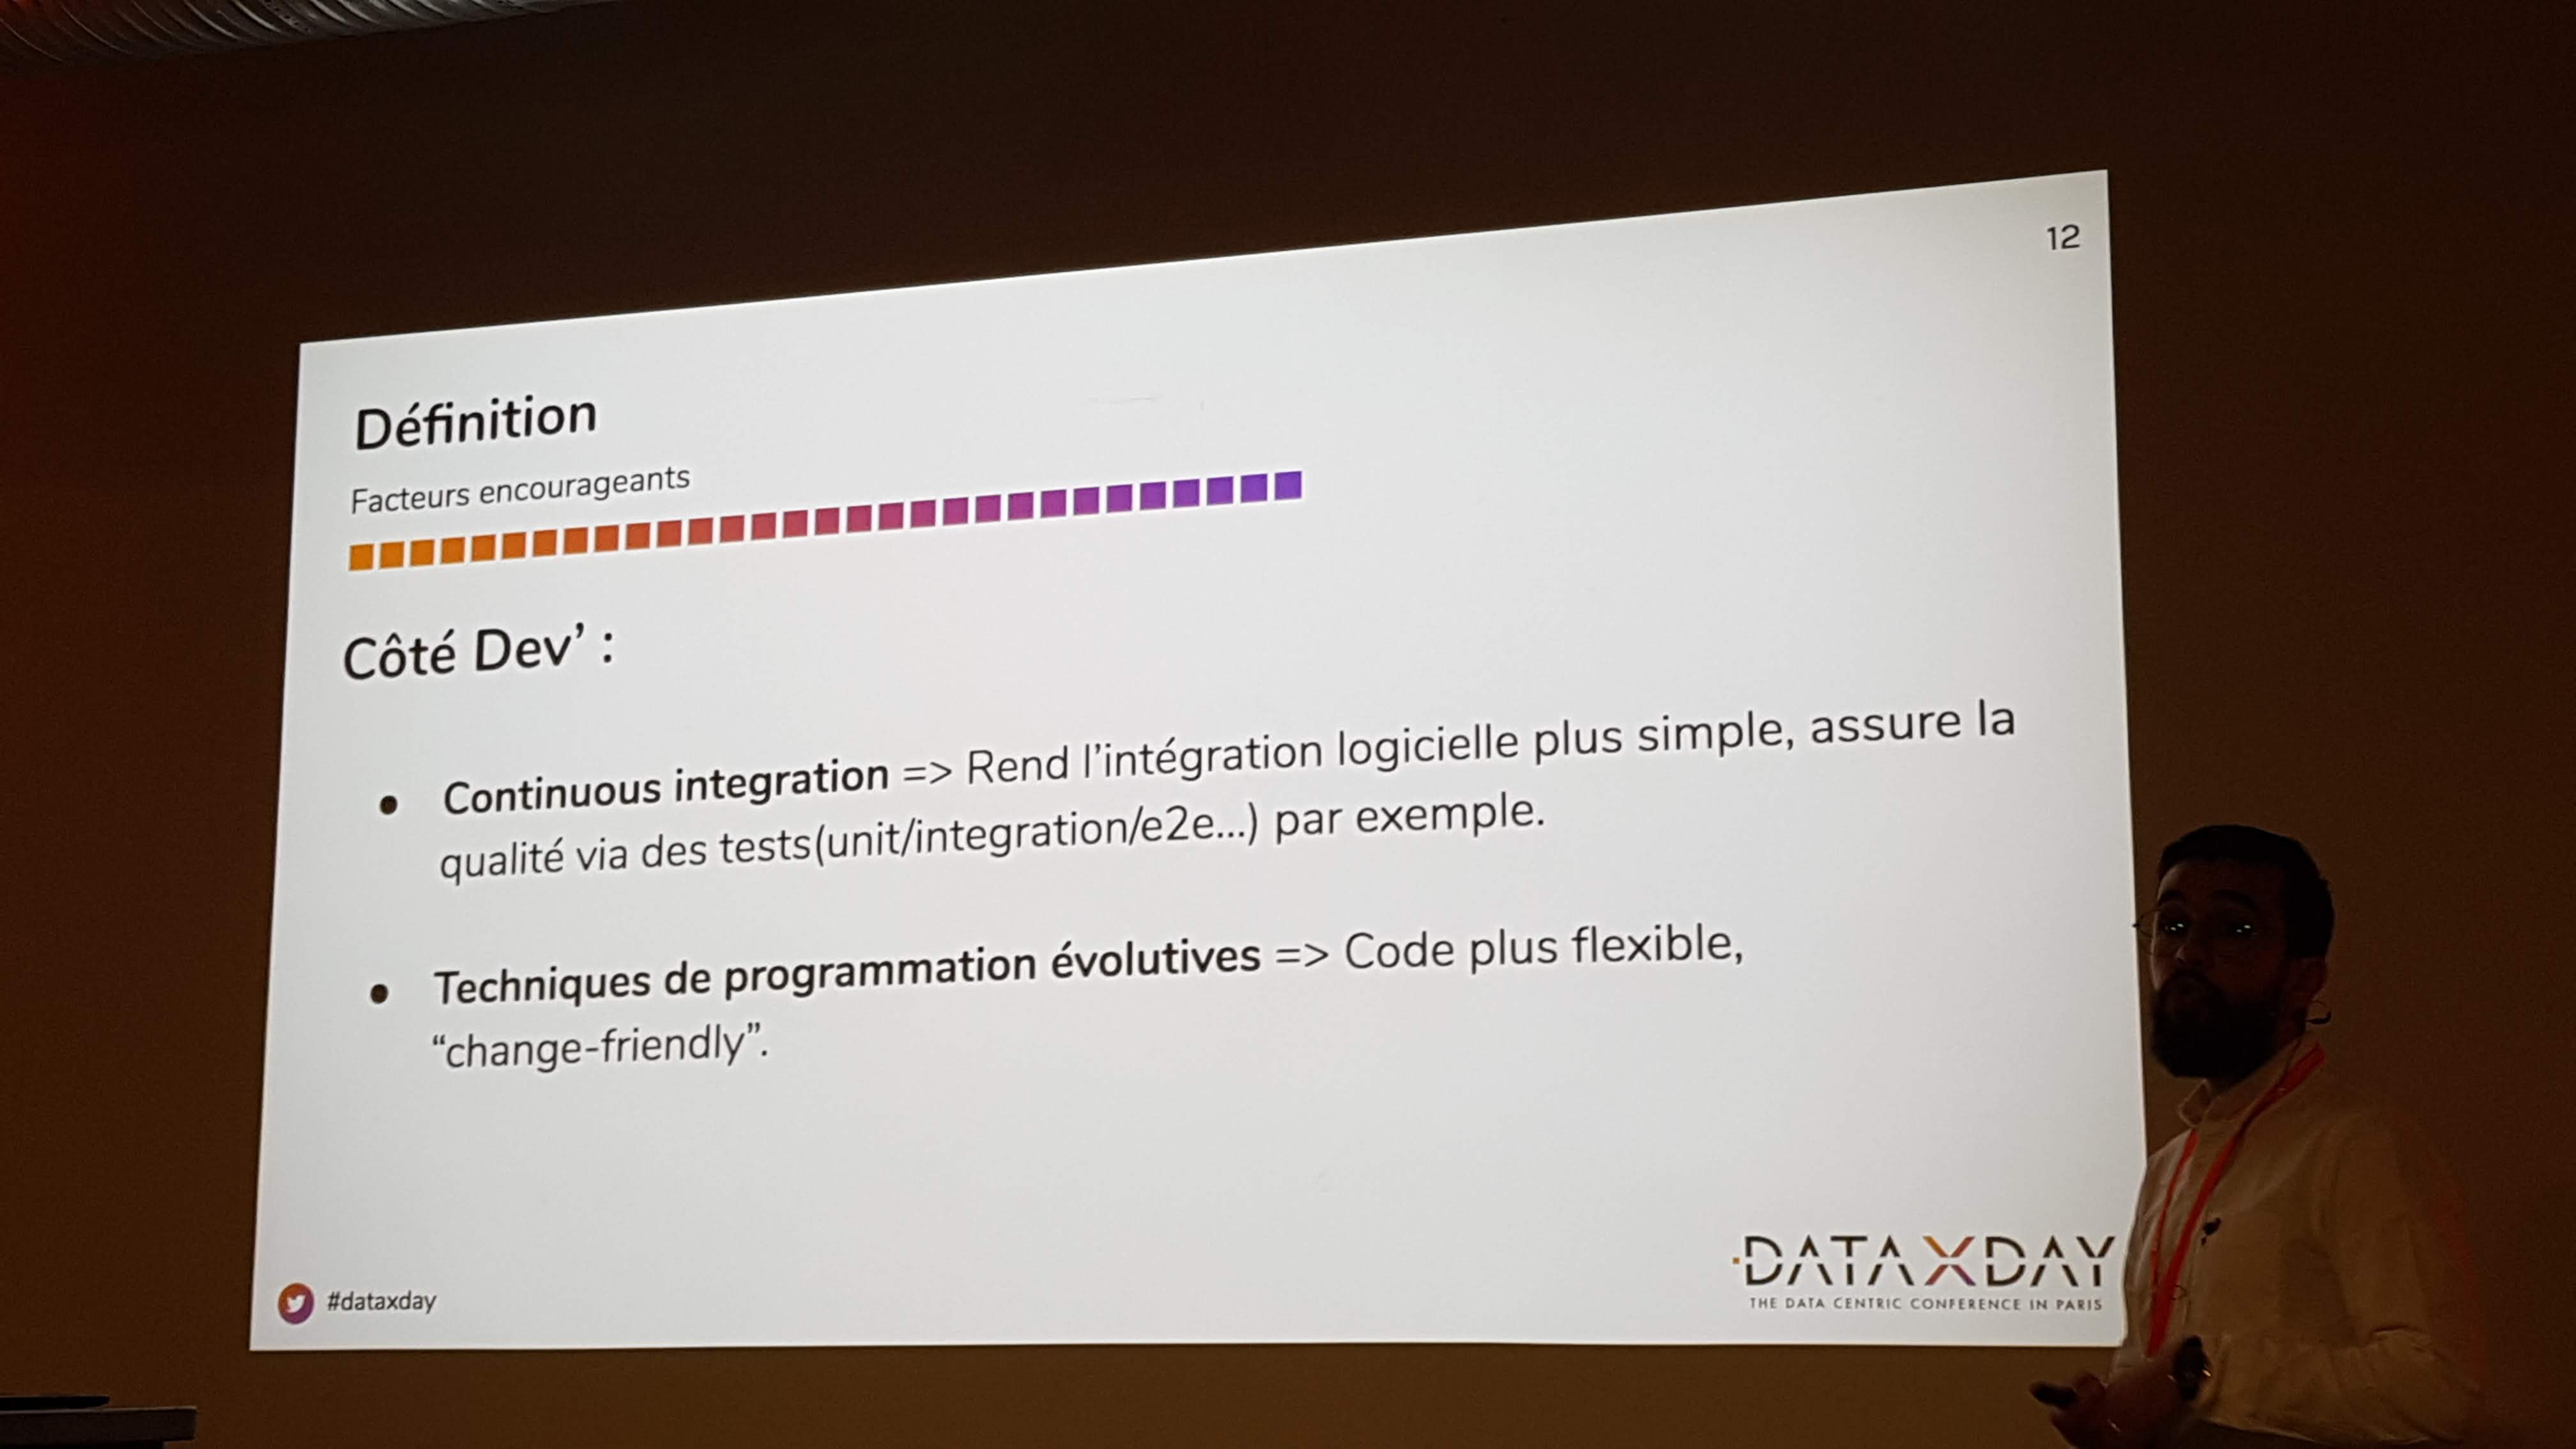 12
Définition
Facteurs encourageants
Côté Dev’ :
● Continuous integration => Rend l’intégration logicielle plus simple, assure la
qualité via des tests(unit/integration/e2e...) par exemple.
● Techniques de programmation évolutives => Code plus flexible,
“change-friendly”.
#dataxday
DATAXDAY
THE DATA CENTRIC CONFERENCE IN PARIS